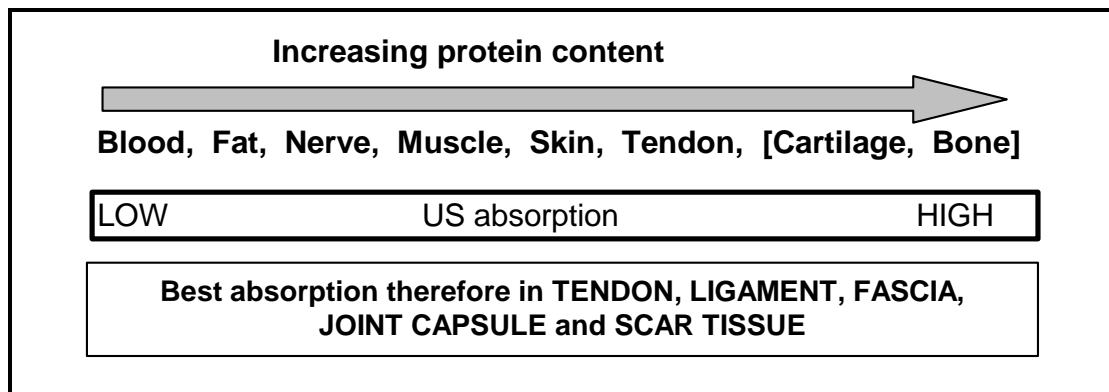 Increasing protein content
Blood, Fat, Nerve, Muscle, Skin, Tendon, [Cartilage, Bone]
LOW US absorption HIGH
Best absorption therefore in TENDON, LIGAMENT, FASCIA,
JOINT CAPSULE and SCAR TISSUE